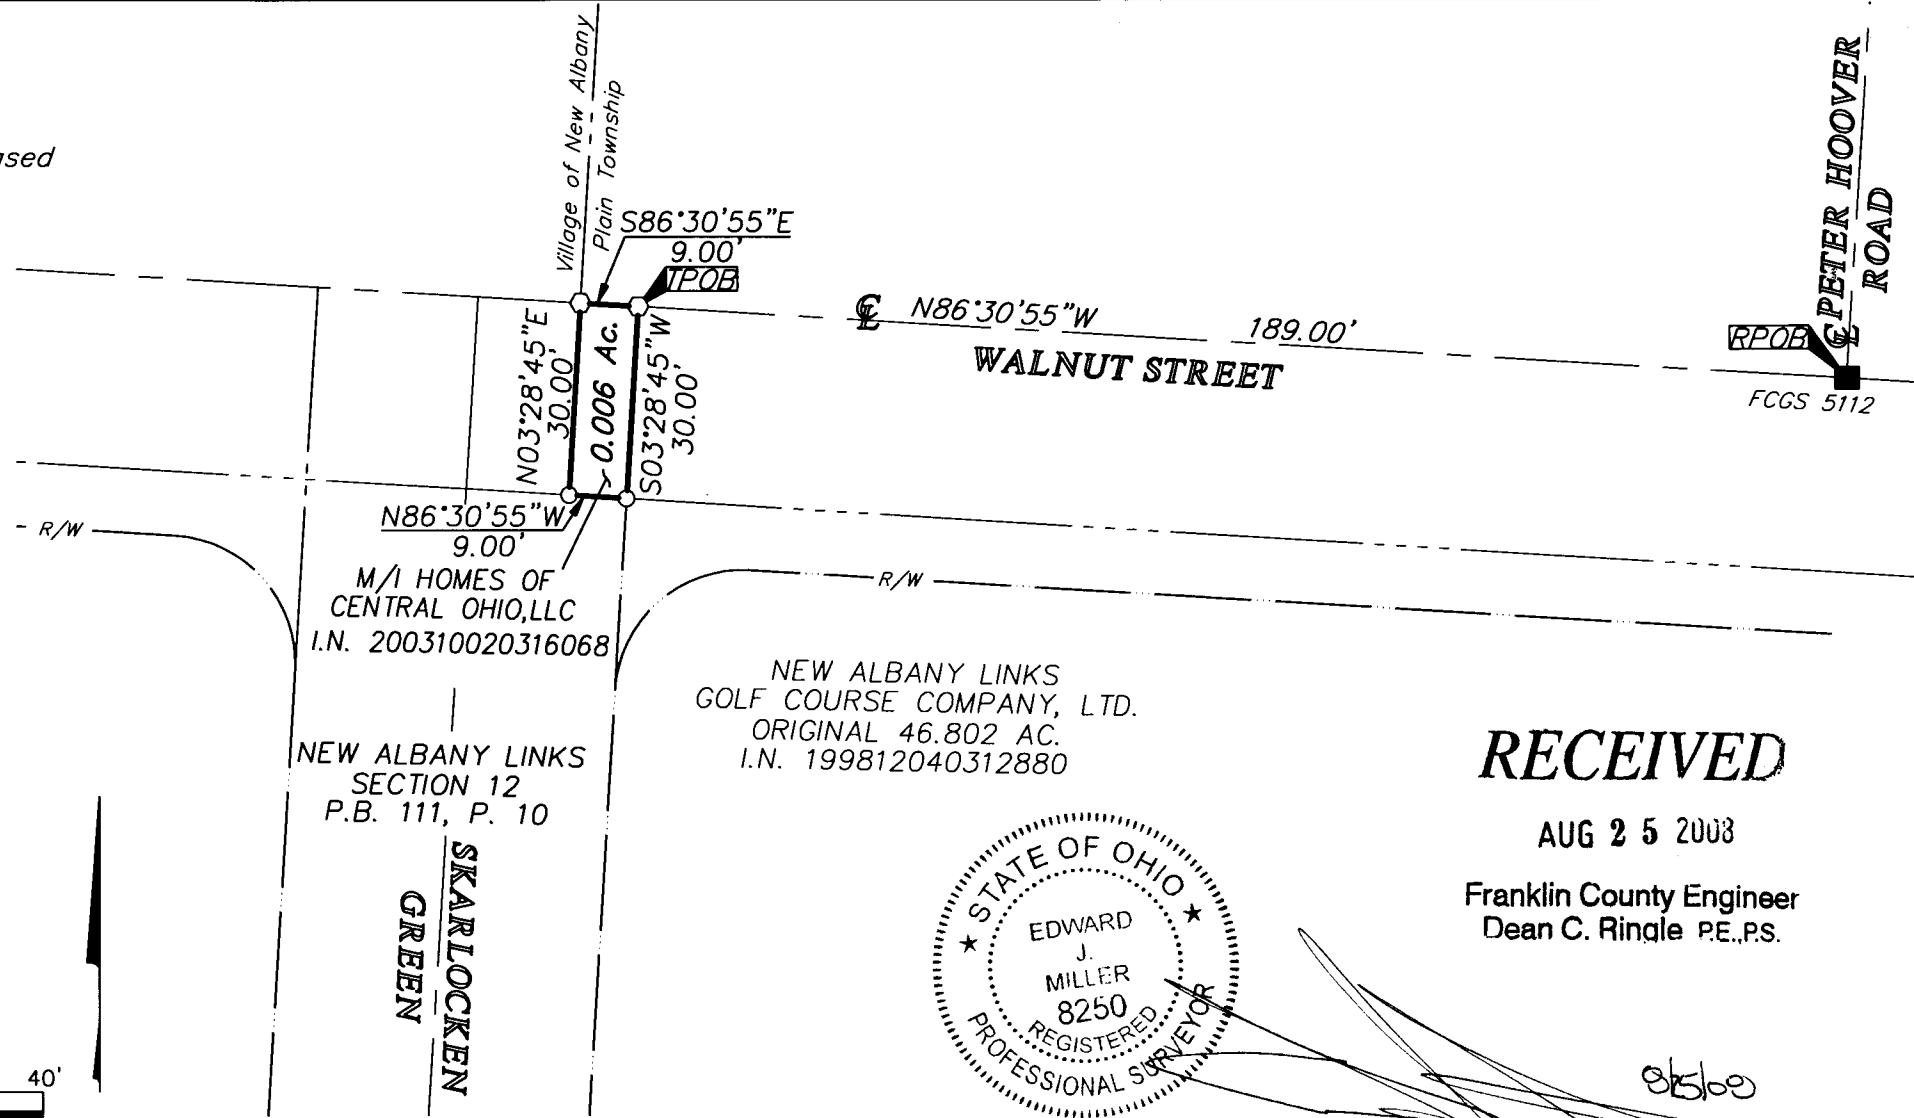 Village of New Albany
Plain Township
S86°30'55"E
9.00'
TPOB
N03°28'45"E
30.00'
0.006 Ac.
S03°28'45"W
30.00'
℄ N86°30'55"W 189.00'
WALNUT STREET
RPOB
℄ PETER HOOVER
ROAD
FCGS 5112
N86°30'55"W
9.00'
R/W
R/W
M/I HOMES OF
CENTRAL OHIO,LLC
I.N. 200310020316068
NEW ALBANY LINKS
GOLF COURSE COMPANY, LTD.
ORIGINAL 46.802 AC.
I.N. 199812040312880
NEW ALBANY LINKS
SECTION 12
P.B. 111, P. 10
SKARLOCKEN
GREEN
RECEIVED
AUG 25 2008
Franklin County Engineer
Dean C. Ringle P.E.,P.S.
STATE OF OHIO
EDWARD
J.
MILLER
8250
REGISTERED
PROFESSIONAL SURVEYOR
40'